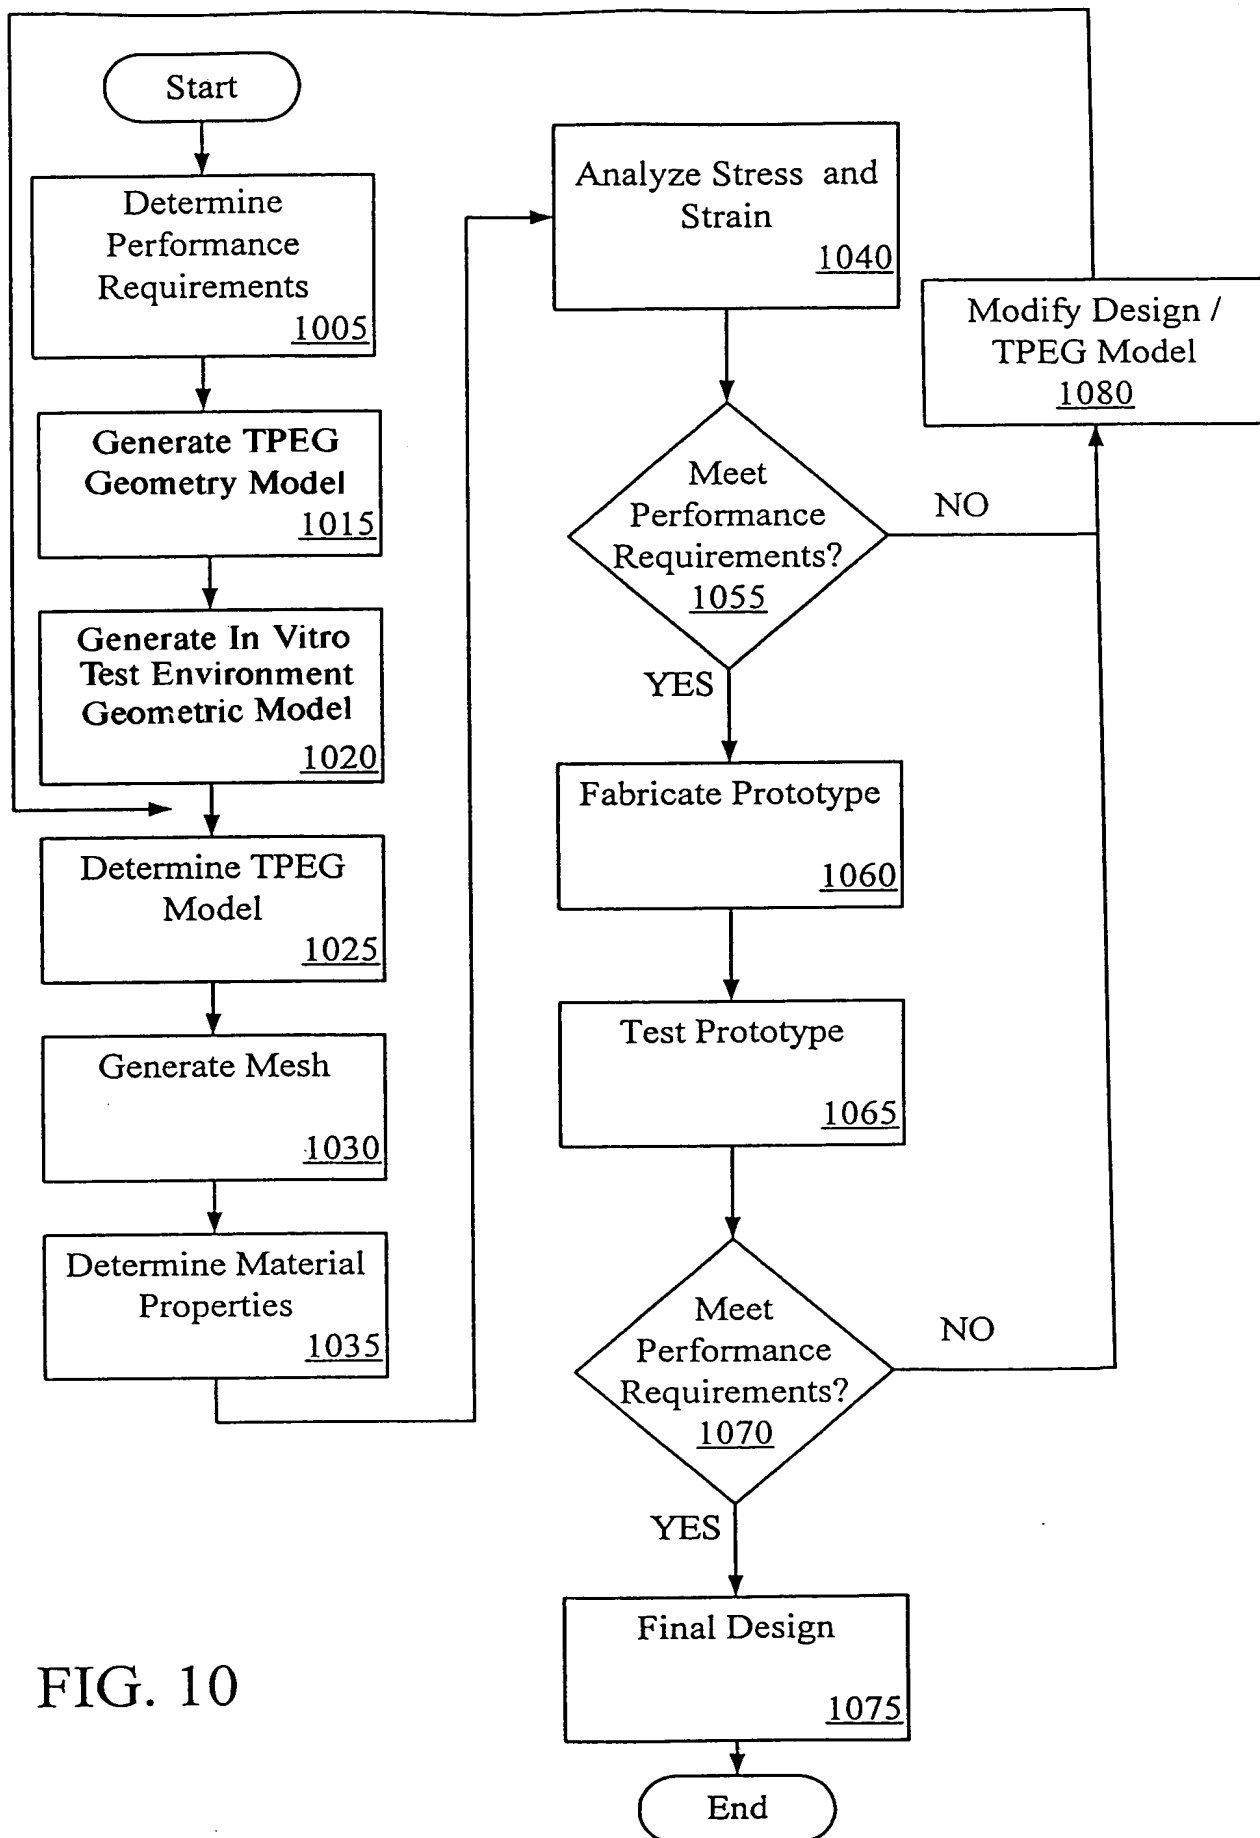 Start
Determine
Performance
Requirements
1005
Generate TPEG
Geometry Model
1015
Generate In Vitro
Test Environment
Geometric Model
1020
Determine TPEG
Model
1025
Generate Mesh
1030
Determine Material
Properties
1035
Analyze Stress and
Strain
1040
Meet
Performance
Requirements?
1055
NO
YES
Modify Design /
TPEG Model
1080
Fabricate Prototype
1060
Test Prototype
1065
Meet
Performance
Requirements?
1070
NO
YES
Final Design
1075
End
FIG. 10